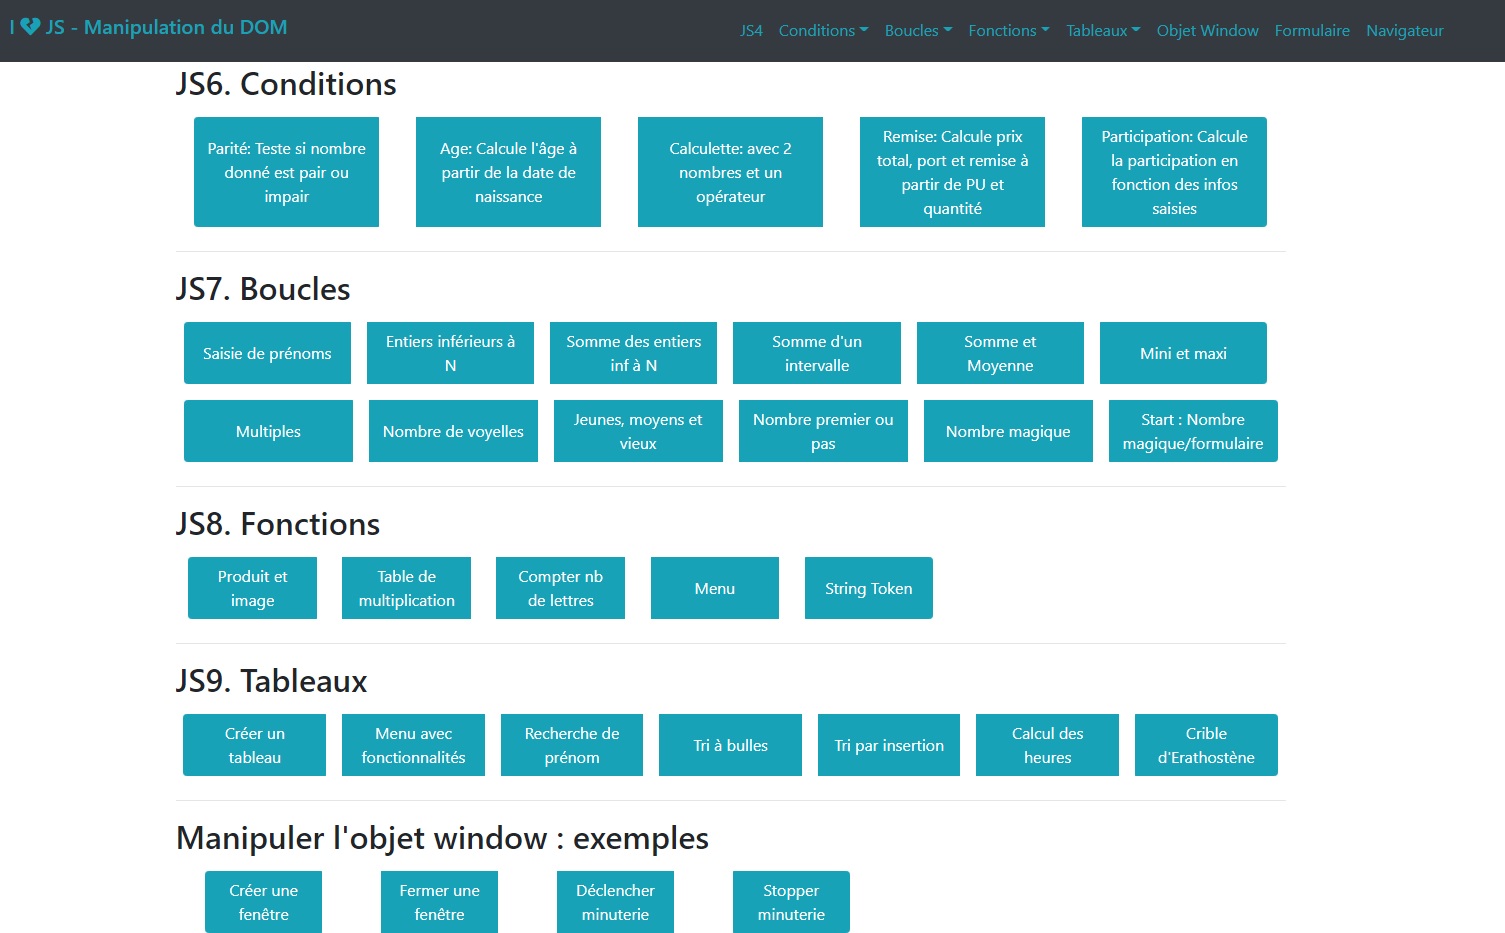 I JS - Manipulation du DOM
JS4 Conditions Boucles Fonctions Tableaux Objet Window Formulaire Navigateur
JS6. Conditions
Parité: Teste si nombre
donné est pair ou
impair
Age: Calcule l'âge à
partir de la date de
naissance
Calculette: avec 2
nombres et un
opérateur
Remise: Calcule prix
total, port et remise à
partir de PU et
quantité
Participation: Calcule
la participation en
fonction des infos
saisies
JS7. Boucles
Saisie de prénoms
Entiers inférieurs à
N
Somme des entiers
inf à N
Somme d'un
intervalle
Somme et
Moyenne
Mini et maxi
Multiples
Nombre de voyelles
Jeunes, moyens et
vieux
Nombre premier ou
pas
Nombre magique
Start : Nombre
magique/formulaire
JS8. Fonctions
Produit et
image
Table de
multiplication
Compter nb
de lettres
Menu
String Token
JS9. Tableaux
Créer un
tableau
Menu avec
fonctionnalités
Recherche de
prénom
Tri à bulles
Tri par insertion
Calcul des
heures
Crible
d'Erathostène
Manipuler l'objet window : exemples
Créer une
fenêtre
Fermer une
fenêtre
Déclencher
minuterie
Stopper
minuterie